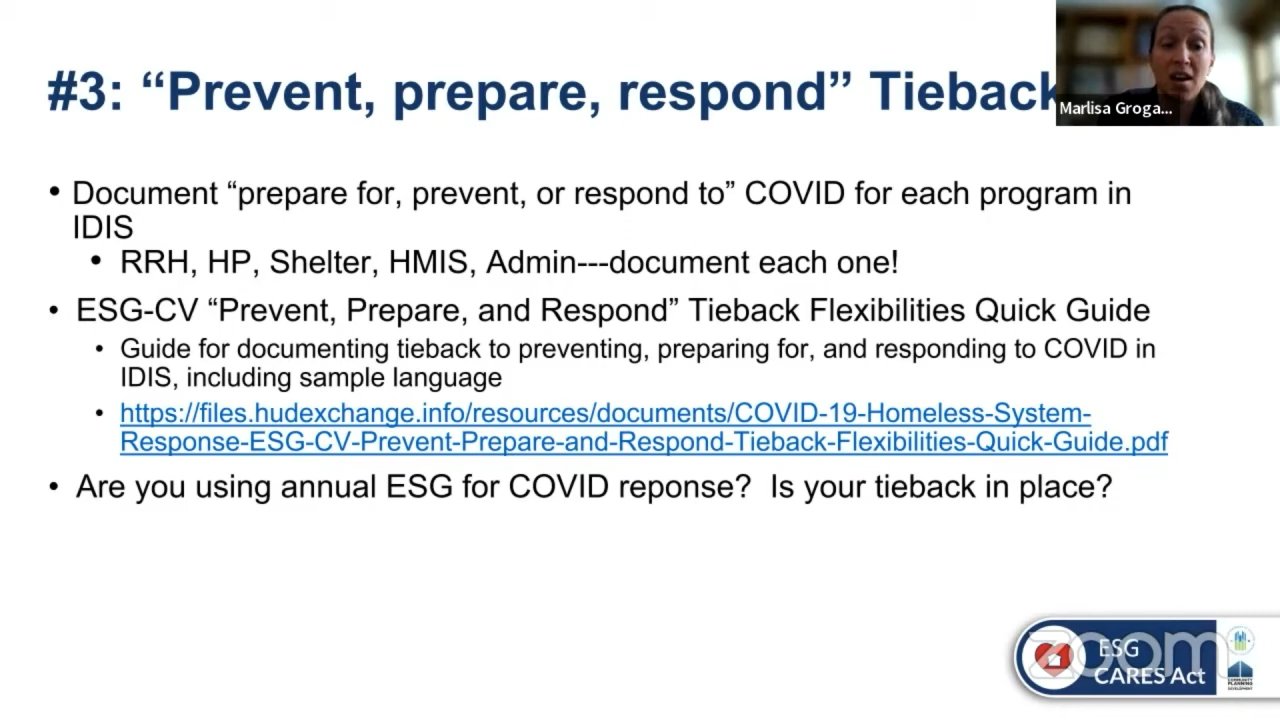 #3: “Prevent, prepare, respond” Tieback
Marlisa Groga...
• Document “prepare for, prevent, or respond to” COVID for each program in
IDIS
• RRH, HP, Shelter, HMIS, Admin---document each one!
• ESG-CV “Prevent, Prepare, and Respond” Tieback Flexibilities Quick Guide
• Guide for documenting tieback to preventing, preparing for, and responding to COVID in
IDIS, including sample language
• https://files.hudexchange.info/resources/documents/COVID-19-Homeless-System-
Response-ESG-CV-Prevent-Prepare-and-Respond-Tieback-Flexibilities-Quick-Guide.pdf
• Are you using annual ESG for COVID reponse? Is your tieback in place?
zoom
ESG
CARES Act
COMMUNITY
PLANNING
DEVELOPMENT